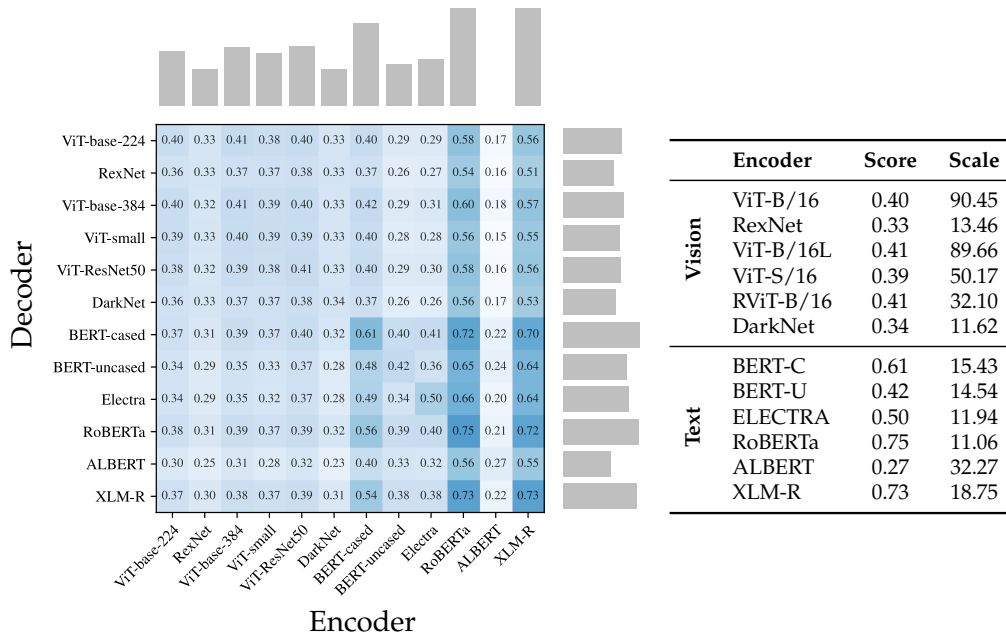 Decoder
ViT-base-224 0.40 0.33 0.41 0.38 0.40 0.33 0.40 0.29 0.29 0.58 0.17 0.56
RexNet 0.36 0.33 0.37 0.37 0.38 0.33 0.37 0.26 0.27 0.54 0.16 0.51
ViT-base-384 0.40 0.32 0.41 0.39 0.40 0.33 0.42 0.29 0.31 0.60 0.18 0.57
ViT-small 0.39 0.33 0.40 0.39 0.39 0.33 0.40 0.28 0.28 0.56 0.15 0.55
ViT-ResNet50 0.38 0.32 0.39 0.38 0.41 0.33 0.40 0.29 0.30 0.58 0.16 0.56
DarkNet 0.36 0.33 0.37 0.37 0.38 0.34 0.37 0.26 0.26 0.56 0.17 0.53
BERT-cased 0.37 0.31 0.39 0.37 0.40 0.32 0.61 0.40 0.41 0.72 0.22 0.70
BERT-uncased 0.34 0.29 0.35 0.33 0.37 0.28 0.48 0.42 0.36 0.65 0.24 0.64
Electra 0.34 0.29 0.35 0.32 0.37 0.28 0.49 0.34 0.50 0.66 0.20 0.64
RoBERTa 0.38 0.31 0.39 0.37 0.39 0.32 0.56 0.39 0.40 0.75 0.21 0.72
ALBERT 0.30 0.25 0.31 0.28 0.32 0.23 0.40 0.33 0.32 0.56 0.27 0.55
XLM-R 0.37 0.30 0.38 0.37 0.39 0.31 0.54 0.38 0.38 0.73 0.22 0.73
ViT-base-224 RexNet ViT-base-384 ViT-small ViT-ResNet50 DarkNet BERT-cased BERT-uncased Electra RoBERTa ALBERT XLM-R
Encoder
Encoder Score Scale
Vision
ViT-B/16 0.40 90.45
RexNet 0.33 13.46
ViT-B/16L 0.41 89.66
ViT-S/16 0.39 50.17
RViT-B/16 0.41 32.10
DarkNet 0.34 11.62
Text
BERT-C 0.61 15.43
BERT-U 0.42 14.54
ELECTRA 0.50 11.94
RoBERTa 0.75 11.06
ALBERT 0.27 32.27
XLM-R 0.73 18.75